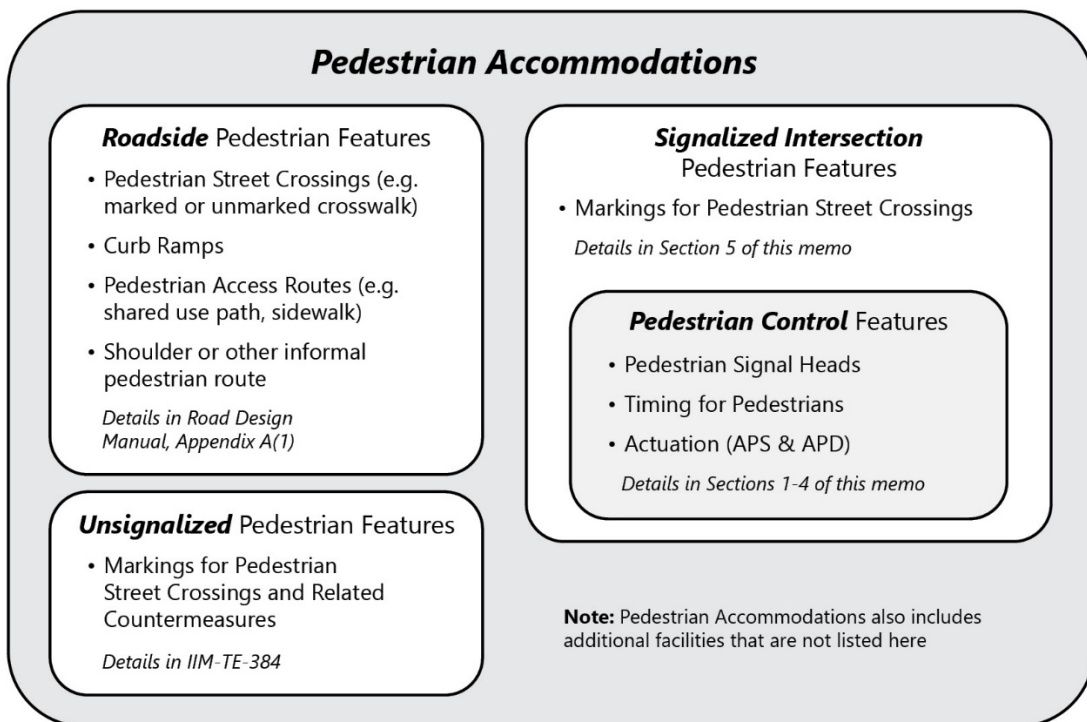 Pedestrian Accommodations
Roadside Pedestrian Features
• Pedestrian Street Crossings (e.g.
marked or unmarked crosswalk)
• Curb Ramps
• Pedestrian Access Routes (e.g.
shared use path, sidewalk)
• Shoulder or other informal
pedestrian route
Details in Road Design
Manual, Appendix A(1)
Unsignalized Pedestrian Features
• Markings for Pedestrian
Street Crossings and Related
Countermeasures
Details in IIM-TE-384
Signalized Intersection
Pedestrian Features
• Markings for Pedestrian Street Crossings
Details in Section 5 of this memo
Pedestrian Control Features
• Pedestrian Signal Heads
• Timing for Pedestrians
• Actuation (APS & APD)
Details in Sections 1-4 of this memo
Note: Pedestrian Accommodations also includes
additional facilities that are not listed here